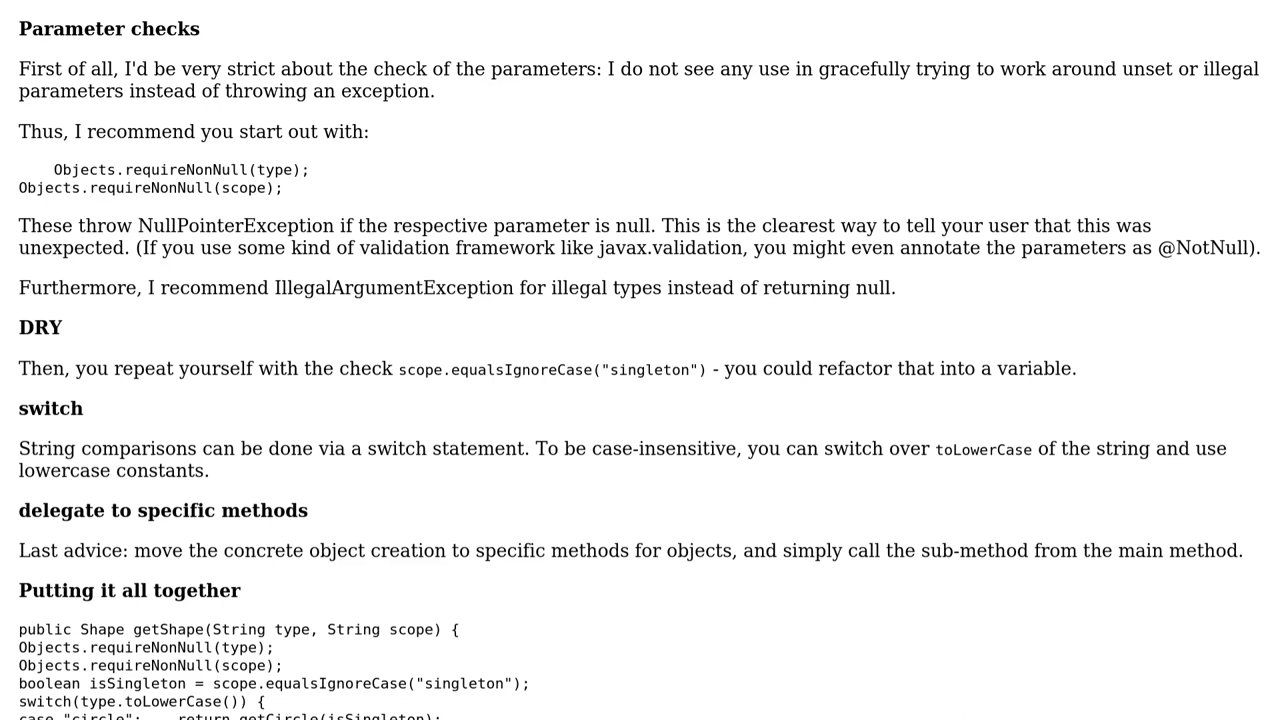 Parameter checks
First of all, I'd be very strict about the check of the parameters: I do not see any use in gracefully trying to work around unset or illegal
parameters instead of throwing an exception.
Thus, I recommend you start out with:
Objects.requireNonNull(type);
Objects.requireNonNull(scope);
These throw NullPointerException if the respective parameter is null. This is the clearest way to tell your user that this was
unexpected. (If you use some kind of validation framework like javax.validation, you might even annotate the parameters as @NotNull).
Furthermore, I recommend IllegalArgumentException for illegal types instead of returning null.
DRY
Then, you repeat yourself with the check scope.equalsIgnoreCase("singleton") - you could refactor that into a variable.
switch
String comparisons can be done via a switch statement. To be case-insensitive, you can switch over toLowerCase of the string and use
lowercase constants.
delegate to specific methods
Last advice: move the concrete object creation to specific methods for objects, and simply call the sub-method from the main method.
Putting it all together
public Shape getShape(String type, String scope) {
Objects.requireNonNull(type);
Objects.requireNonNull(scope);
boolean isSingleton = scope.equalsIgnoreCase("singleton");
switch(type.toLowerCase()) {
case "circle":    return getCircle(isSingleton);